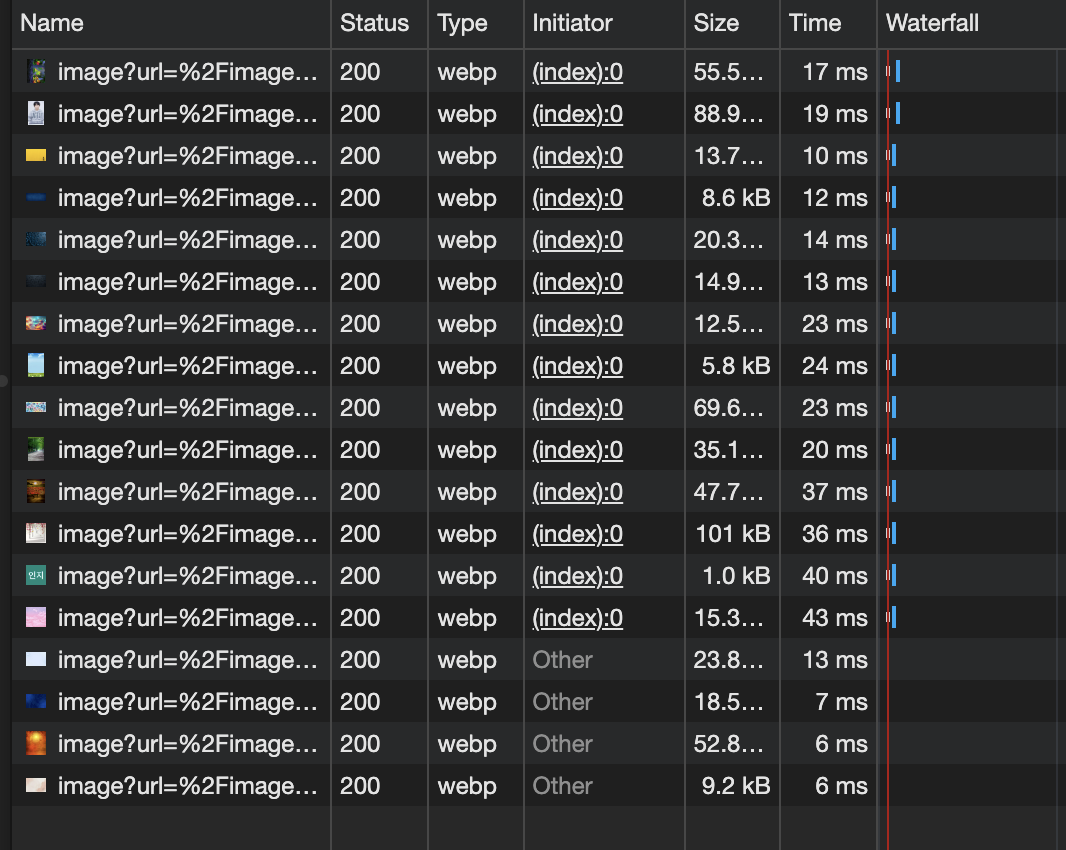 Name Status Type Initiator Size Time Waterfall
image?url=%2Fimage… 200 webp (index):0 55.5… 17 ms
image?url=%2Fimage… 200 webp (index):0 88.9… 19 ms
image?url=%2Fimage… 200 webp (index):0 13.7… 10 ms
image?url=%2Fimage… 200 webp (index):0 8.6 kB 12 ms
image?url=%2Fimage… 200 webp (index):0 20.3… 14 ms
image?url=%2Fimage… 200 webp (index):0 14.9… 13 ms
image?url=%2Fimage… 200 webp (index):0 12.5… 23 ms
image?url=%2Fimage… 200 webp (index):0 5.8 kB 24 ms
image?url=%2Fimage… 200 webp (index):0 69.6… 23 ms
image?url=%2Fimage… 200 webp (index):0 35.1… 20 ms
image?url=%2Fimage… 200 webp (index):0 47.7… 37 ms
image?url=%2Fimage… 200 webp (index):0 101 kB 36 ms
인지 image?url=%2Fimage… 200 webp (index):0 1.0 kB 40 ms
image?url=%2Fimage… 200 webp (index):0 15.3… 43 ms
image?url=%2Fimage… 200 webp Other 23.8… 13 ms
image?url=%2Fimage… 200 webp Other 18.5… 7 ms
image?url=%2Fimage… 200 webp Other 52.8… 6 ms
image?url=%2Fimage… 200 webp Other 9.2 kB 6 ms